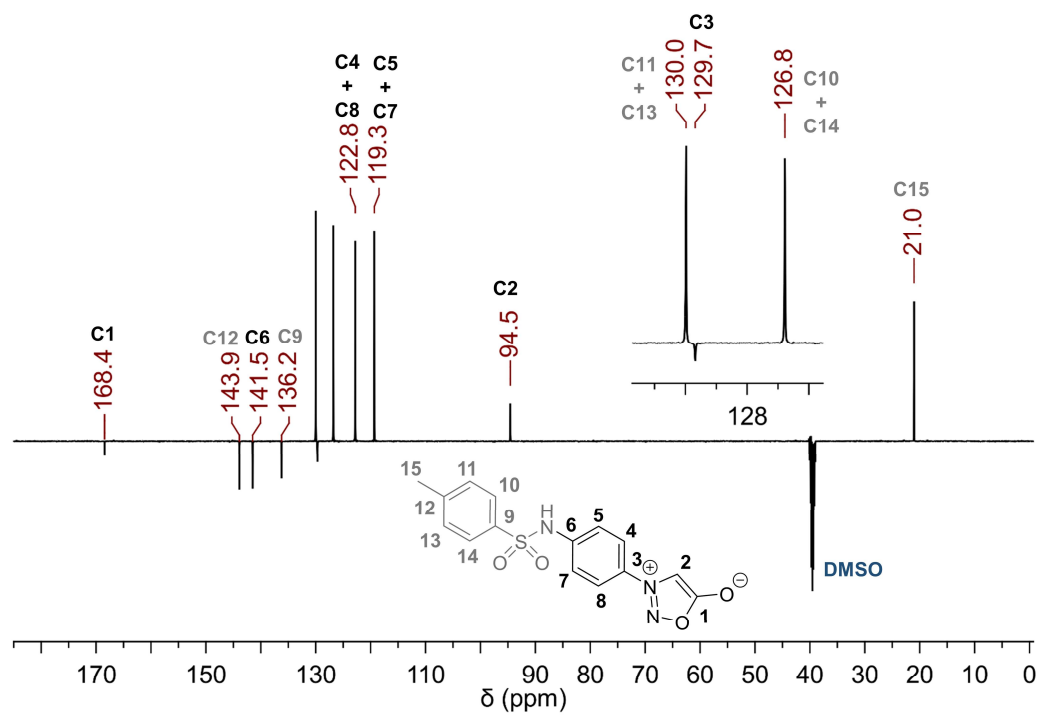 C3
C4 C5
+ +
C8 C7
122.8 119.3
C11
+
C13
130.0 129.7
126.8
C10
+
C14
C15
21.0
C1
168.4
C12 C6 C9
143.9 141.5 136.2
C2
94.5
128
15 11
10
12
13
9
14
S
O O
H
N
6 5
4
7
8
3
N
+
2
N
O
1
O
−
DMSO
170 150 130 110 90 80 70 60 50 40 30 20 10 0
δ (ppm)